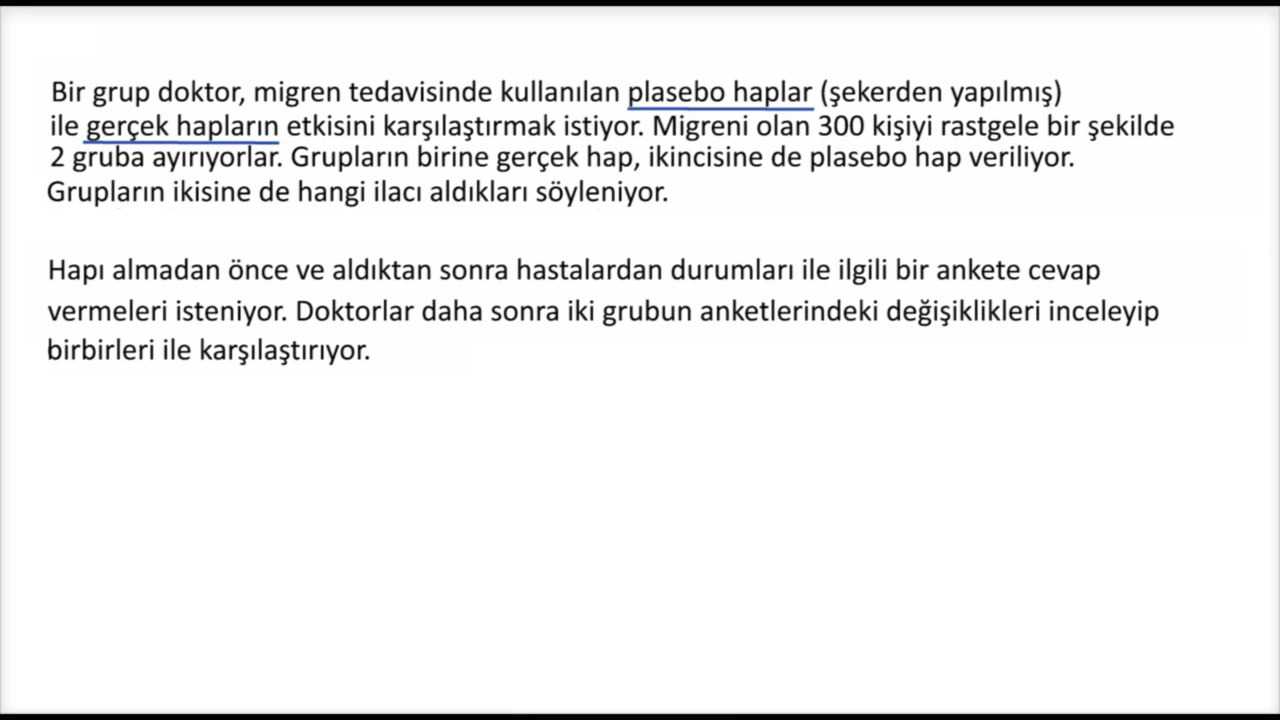 Bir grup doktor, migren tedavisinde kullanılan plasebo haplar (şekerden yapılmış)
ile gerçek hapların etkisini karşılaştırmak istiyor. Migreni olan 300 kişiyi rastgele bir şekilde
2 gruba ayırıyorlar. Grupların birine gerçek hap, ikincisine de plasebo hap veriliyor.
Grupların ikisine de hangi ilacı aldıkları söyleniyor.
Hapı almadan önce ve aldıktan sonra hastalardan durumları ile ilgili bir ankete cevap
vermeleri isteniyor. Doktorlar daha sonra iki grubun anketlerindeki değişiklikleri inceleyip
birbirleri ile karşılaştırıyor.